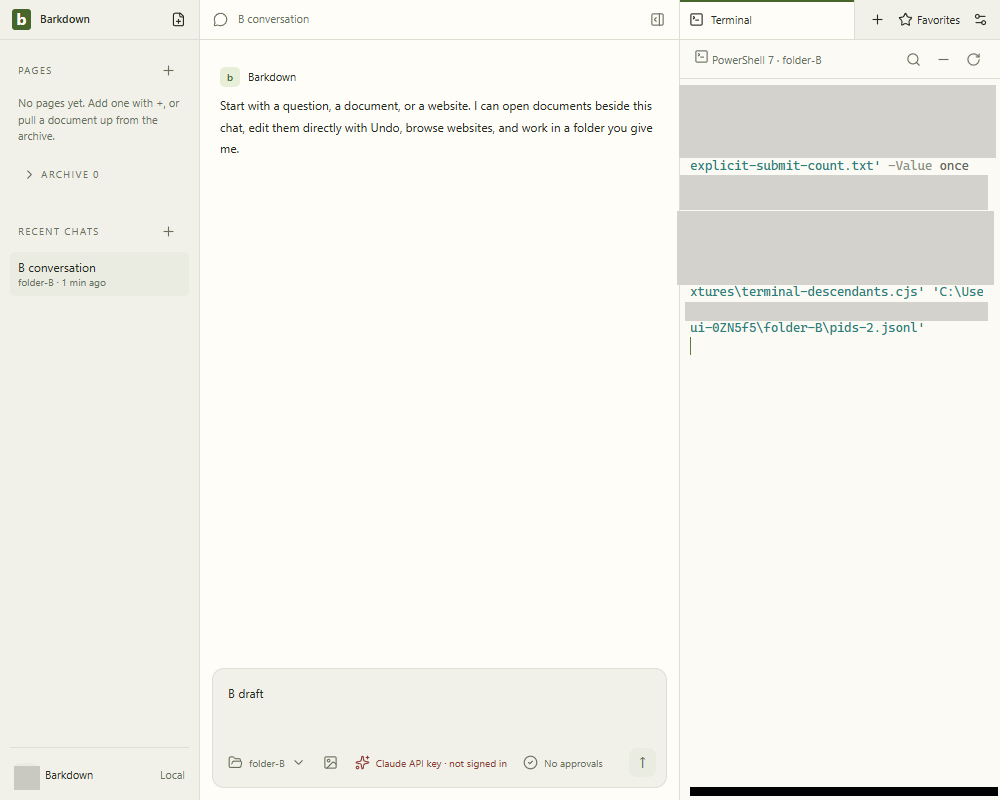 b Barkdown
PAGES
No pages yet. Add one with +, or
pull a document up from the
archive.
ARCHIVE 0
RECENT CHATS
B conversation
folder-B · 1 min ago
Barkdown
Local
B conversation
b Barkdown
Start with a question, a document, or a website. I can open documents beside this
chat, edit them directly with Undo, browse websites, and work in a folder you give
me.
B draft
folder-B
Claude API key · not signed in
No approvals
Terminal
Favorites
PowerShell 7 · folder-B
explicit-submit-count.txt' -Value once
xtures\terminal-descendants.cjs' 'C:\Use
ui-0ZN5f5\folder-B\pids-2.jsonl'